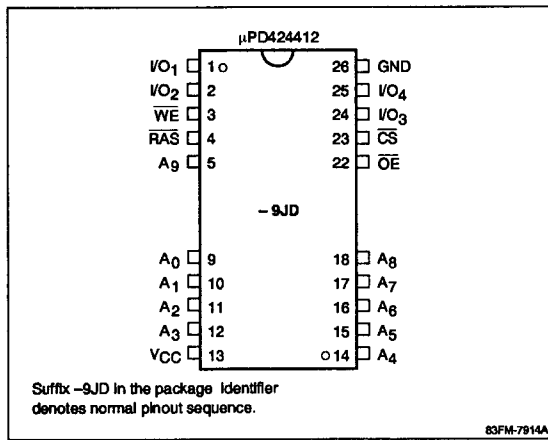 μPD424412
I/O1 1 26 GND
I/O2 2 25 I/O4
WE 3 24 I/O3
RAS 4 23 CS
A9 5 22 OE
–9JD
A0 9 18 A8
A1 10 17 A7
A2 11 16 A6
A3 12 15 A5
VCC 13 14 A4
Suffix –9JD in the package identifier
denotes normal pinout sequence.
83FM-7914A